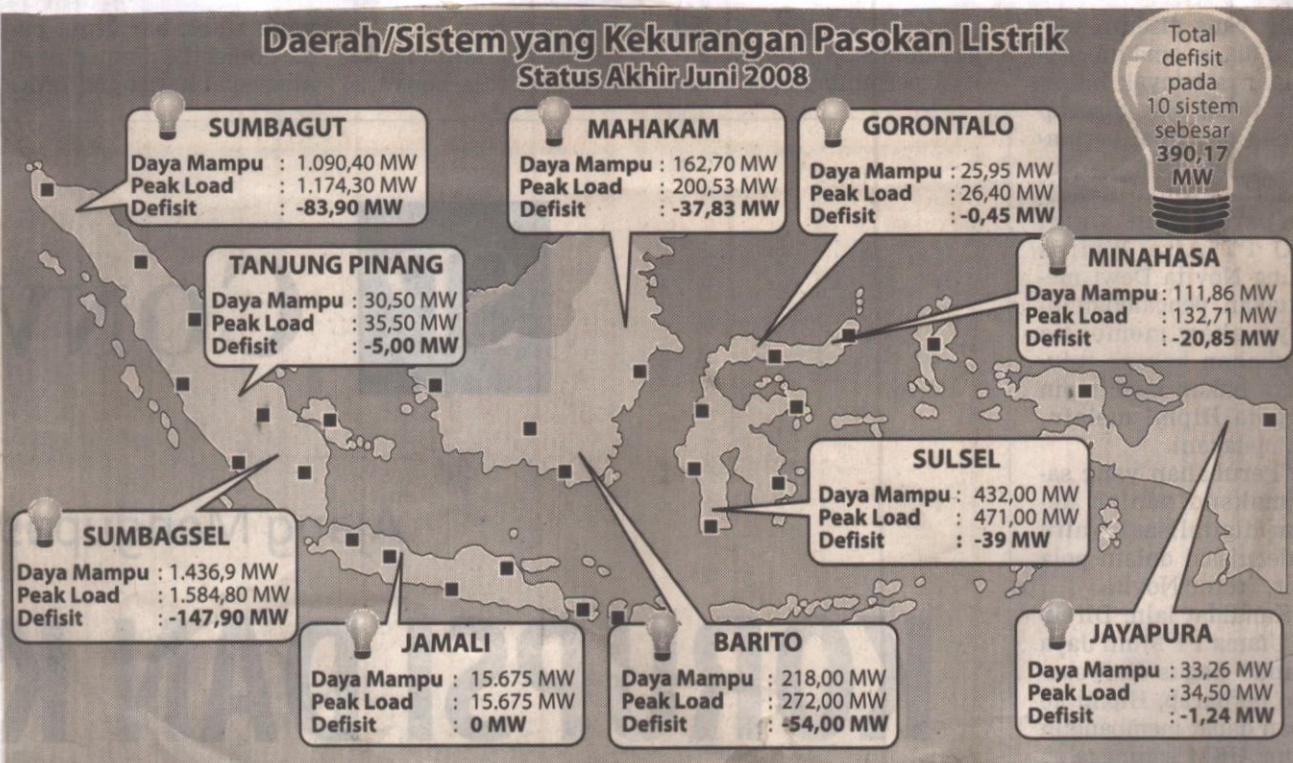 Daerah/Sistem yang Kekurangan Pasokan Listrik
Status Akhir Juni 2008
Total
defisit
pada
10 sistem
sebesar
390,17
MW
SUMBAGUT
Daya Mampu : 1.090,40 MW
Peak Load : 1.174,30 MW
Defisit : -83,90 MW
MAHAKAM
Daya Mampu : 162,70 MW
Peak Load : 200,53 MW
Defisit : -37,83 MW
GORONTALO
Daya Mampu : 25,95 MW
Peak Load : 26,40 MW
Defisit : -0,45 MW
TANJUNG PINANG
Daya Mampu : 30,50 MW
Peak Load : 35,50 MW
Defisit : -5,00 MW
MINAHASA
Daya Mampu : 111,86 MW
Peak Load : 132,71 MW
Defisit : -20,85 MW
SULSEL
Daya Mampu : 432,00 MW
Peak Load : 471,00 MW
Defisit : -39 MW
SUMBAGSEL
Daya Mampu : 1.436,9 MW
Peak Load : 1.584,80 MW
Defisit : -147,90 MW
JAMALI
Daya Mampu : 15.675 MW
Peak Load : 15.675 MW
Defisit : 0 MW
BARITO
Daya Mampu : 218,00 MW
Peak Load : 272,00 MW
Defisit : -54,00 MW
JAYAPURA
Daya Mampu : 33,26 MW
Peak Load : 34,50 MW
Defisit : -1,24 MW